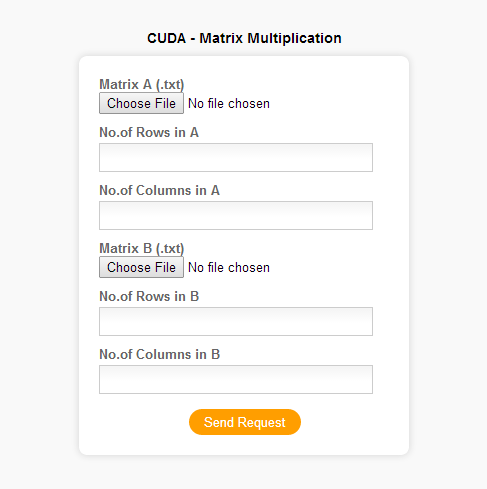 CUDA - Matrix Multiplication
Matrix A (.txt)
Choose File No file chosen
No.of Rows in A
No.of Columns in A
Matrix B (.txt)
Choose File No file chosen
No.of Rows in B
No.of Columns in B
Send Request